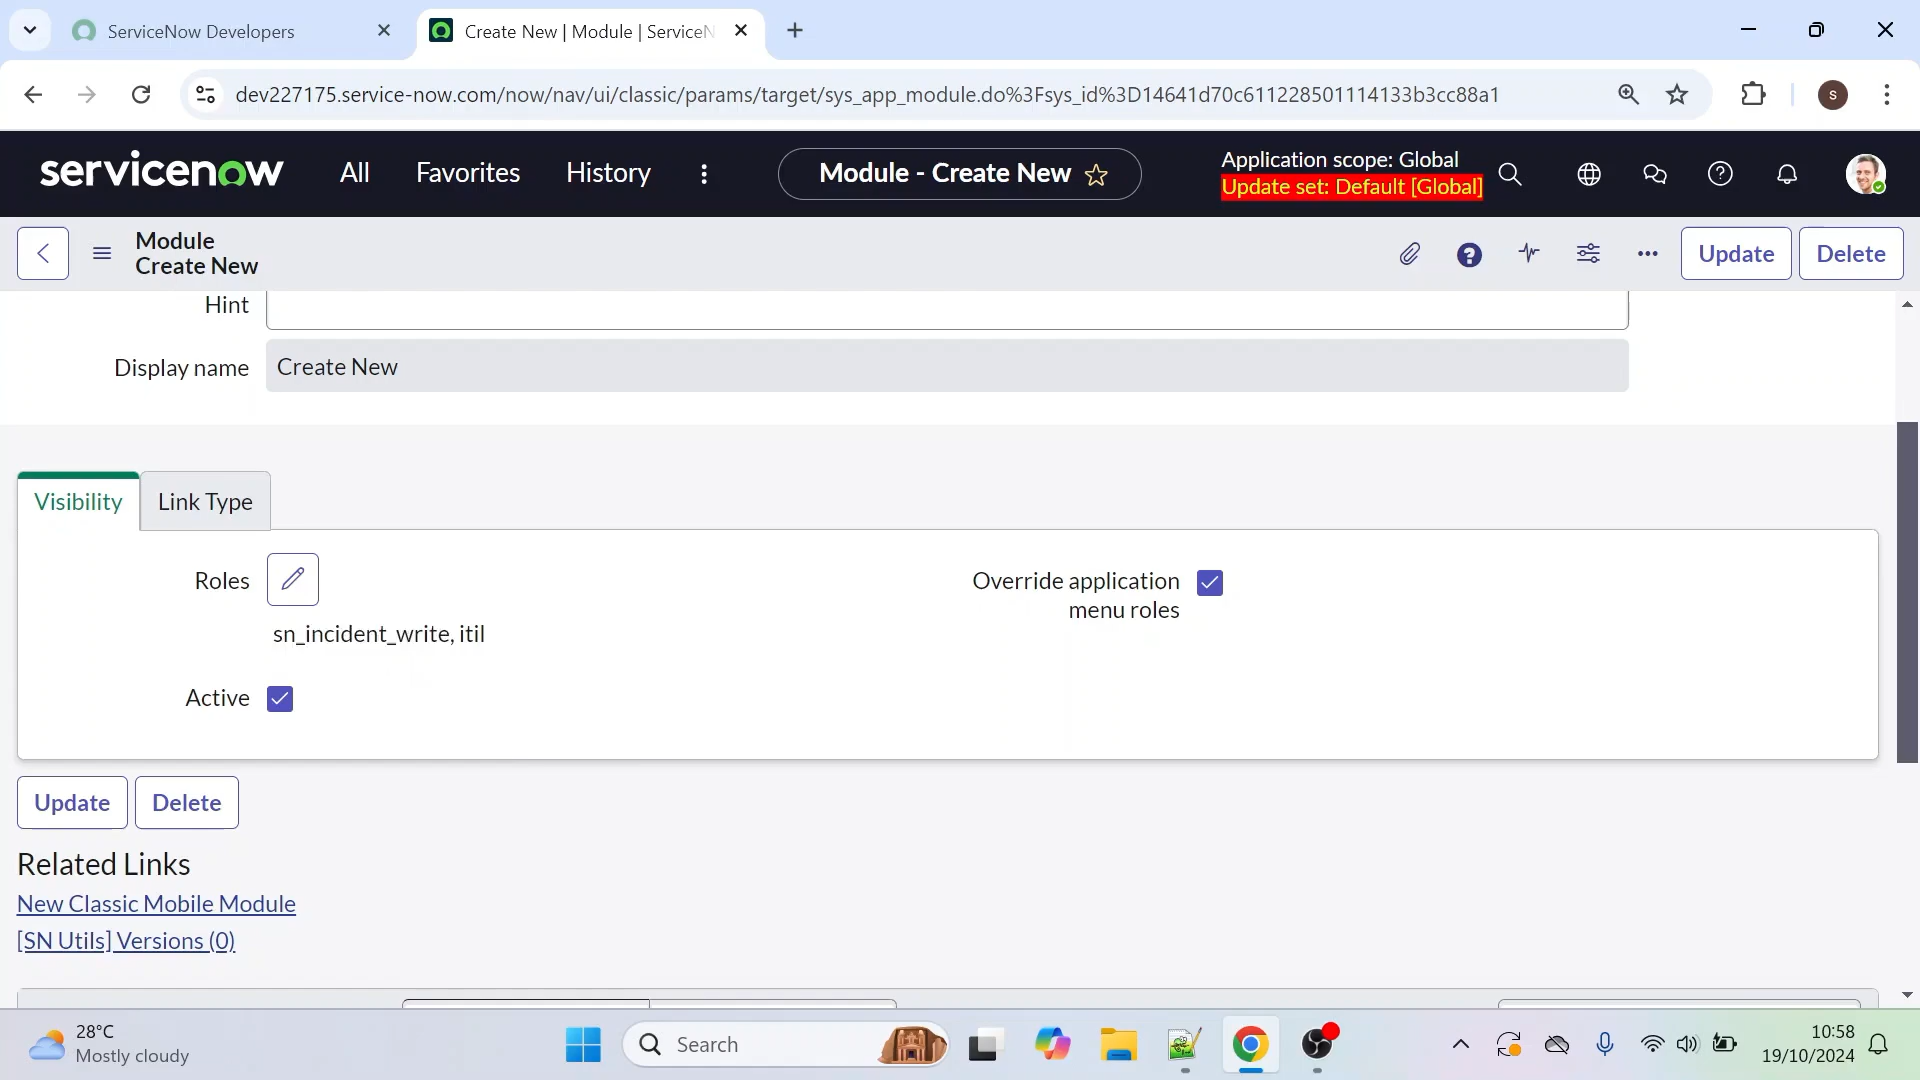 ServiceNow Developers
Create New | Module | ServiceN
dev227175.service-now.com/now/nav/ui/classic/params/target/sys_app_module.do%3Fsys_id%3D14641d70c611228501114133b3cc88a1
s
servicenow
All
Favorites
History
Module - Create New
Application scope: Global
Update set: Default [Global]
Module
Create New
Update
Delete
Hint
Display name
Create New
Visibility
Link Type
Roles
sn_incident_write, itil
Override application
menu roles
Active
Update
Delete
Related Links
New Classic Mobile Module
[SN Utils] Versions (0)
28°C
Mostly cloudy
Search
10:58
19/10/2024